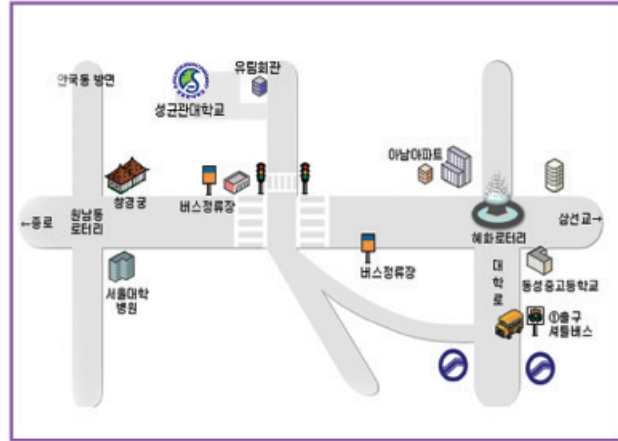 안국동 방면
유림회관
성균관대학교
아남아파트
창경궁
버스정류장
←종로
원남동
로터리
혜화로터리
삼선교→
서울대학
병원
버스정류장
대
학
로
동성중고등학교
①출구
셔틀버스